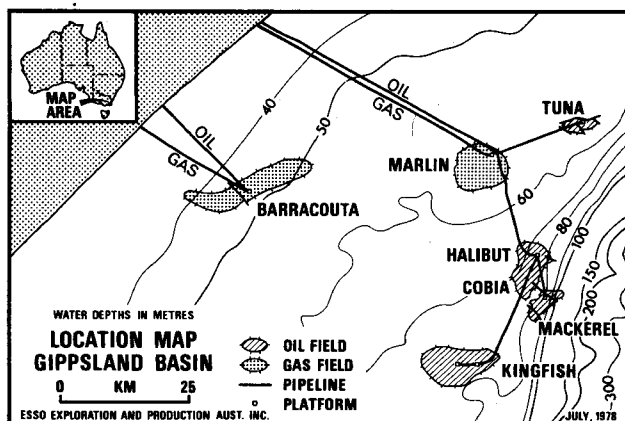 MAP
AREA
OIL
GAS
OIL
GAS
40
50
TUNA
MARLIN
BARRACOUTA
60
80
100
150
200
300
HALIBUT
COBIA
MACKEREL
KINGFISH
WATER DEPTHS IN METRES
LOCATION MAP
GIPPSLAND BASIN
0 KM 25
OIL FIELD
GAS FIELD
PIPELINE
PLATFORM
ESSO EXPLORATION AND PRODUCTION AUST. INC.
JULY, 1978